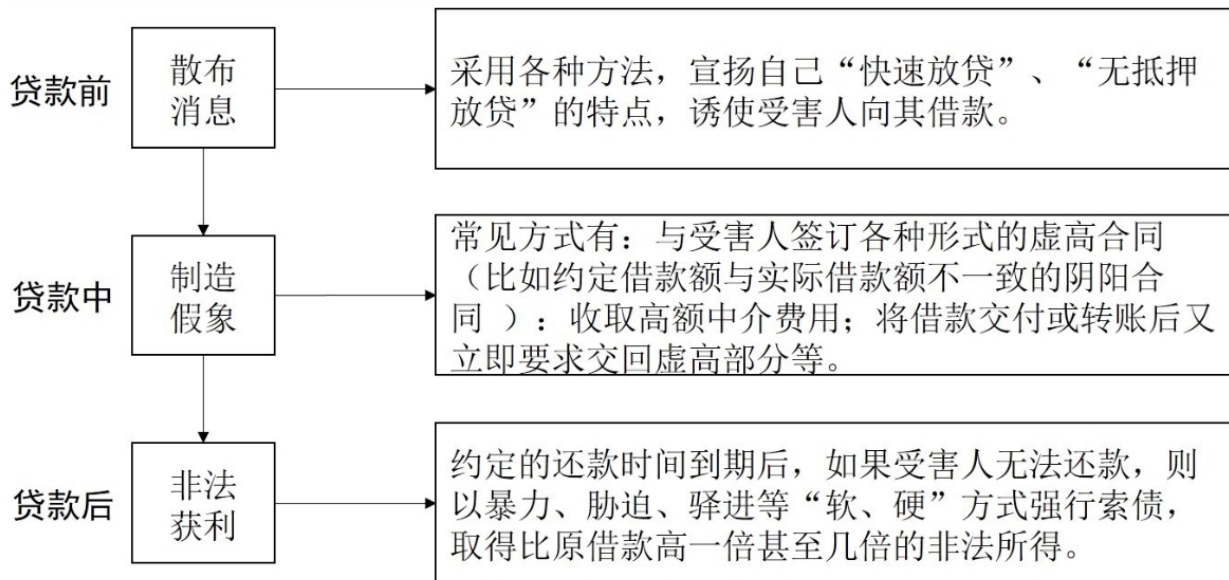 贷款前
散布
消息
采用各种方法，宣扬自己“快速放贷”、“无抵押
放贷”的特点，诱使受害人向其借款。
贷款中
制造
假象
常见方式有：与受害人签订各种形式的虚高合同
（比如约定借款额与实际借款额不一致的阴阳合
同 ）：收取高额中介费用；将借款交付或转账后又
立即要求交回虚高部分等。
贷款后
非法
获利
约定的还款时间到期后，如果受害人无法还款，则
以暴力、胁迫、驿进等“软、硬”方式强行索债，
取得比原借款高一倍甚至几倍的非法所得。